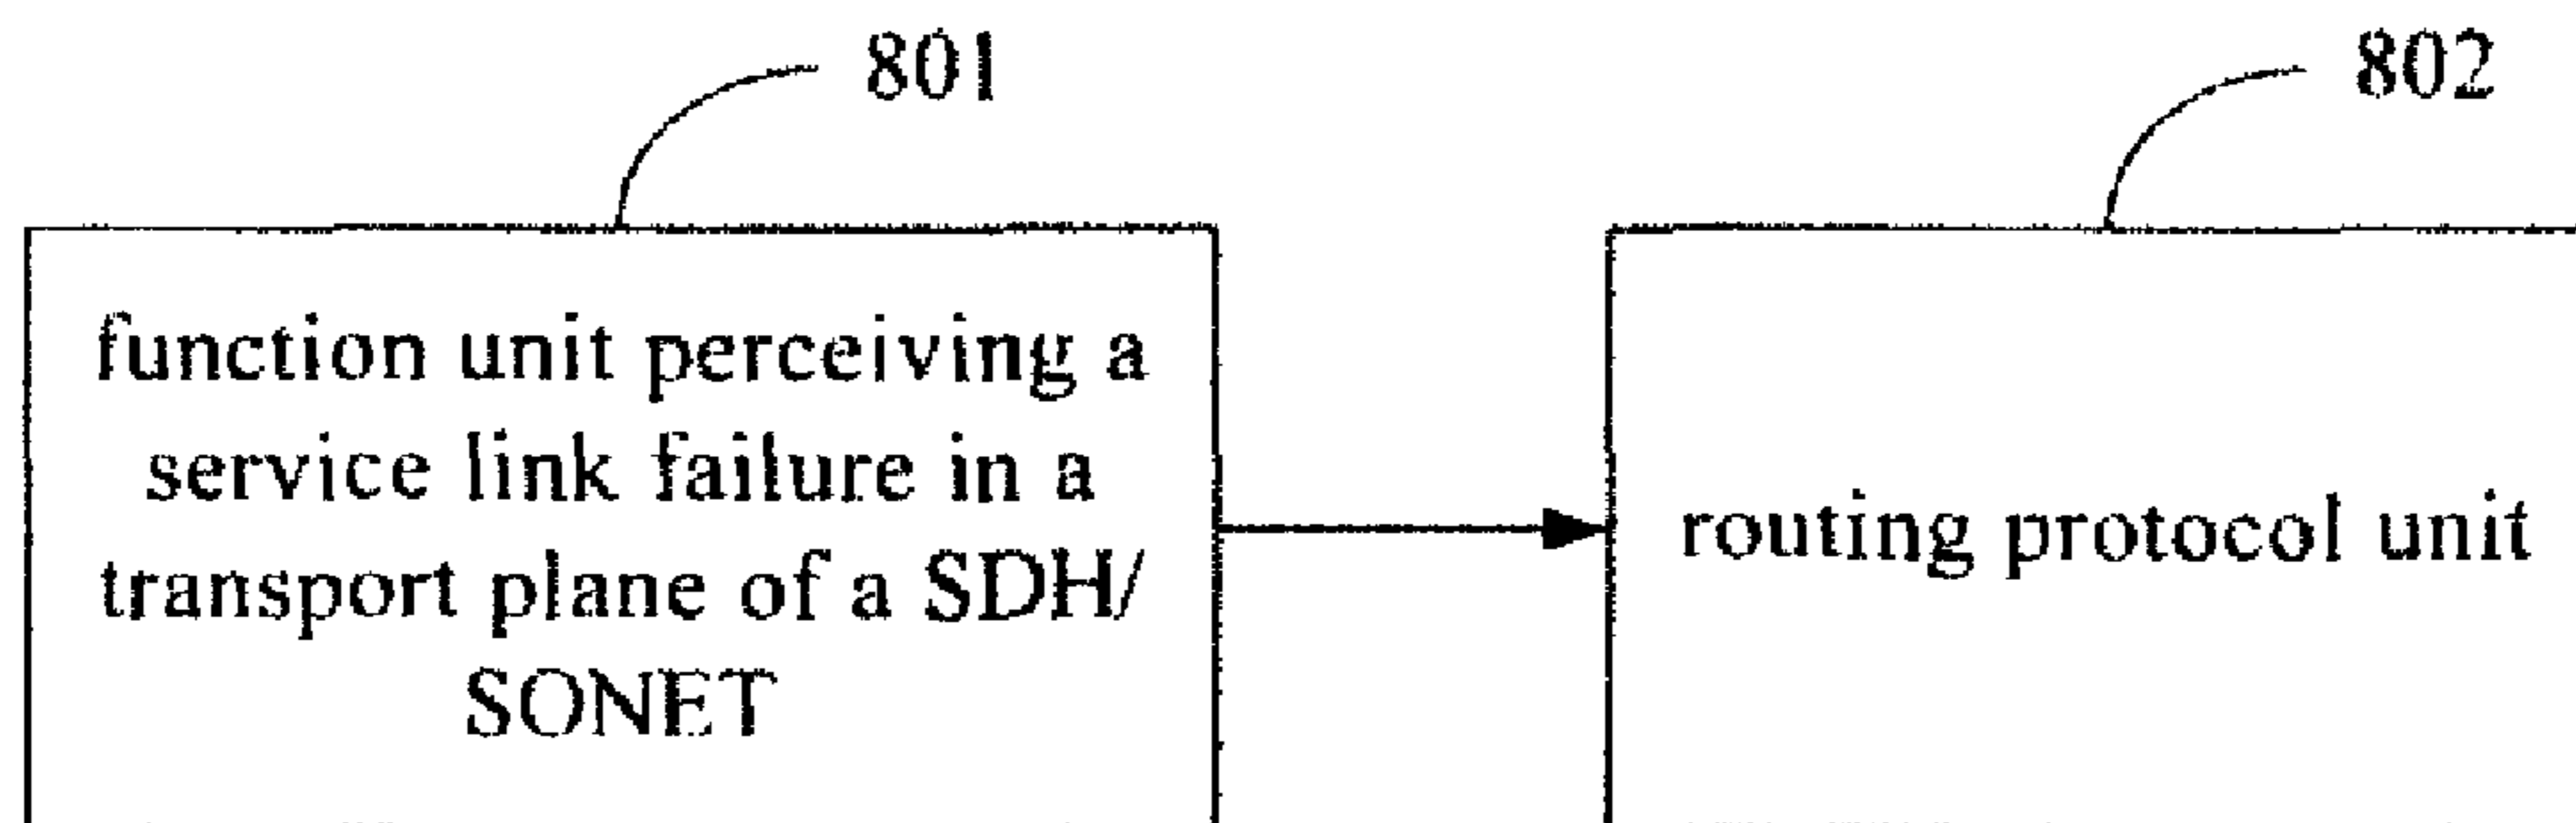 801
802
function unit perceiving a
service link failure in a
transport plane of a SDH/
SONET
routing protocol unit